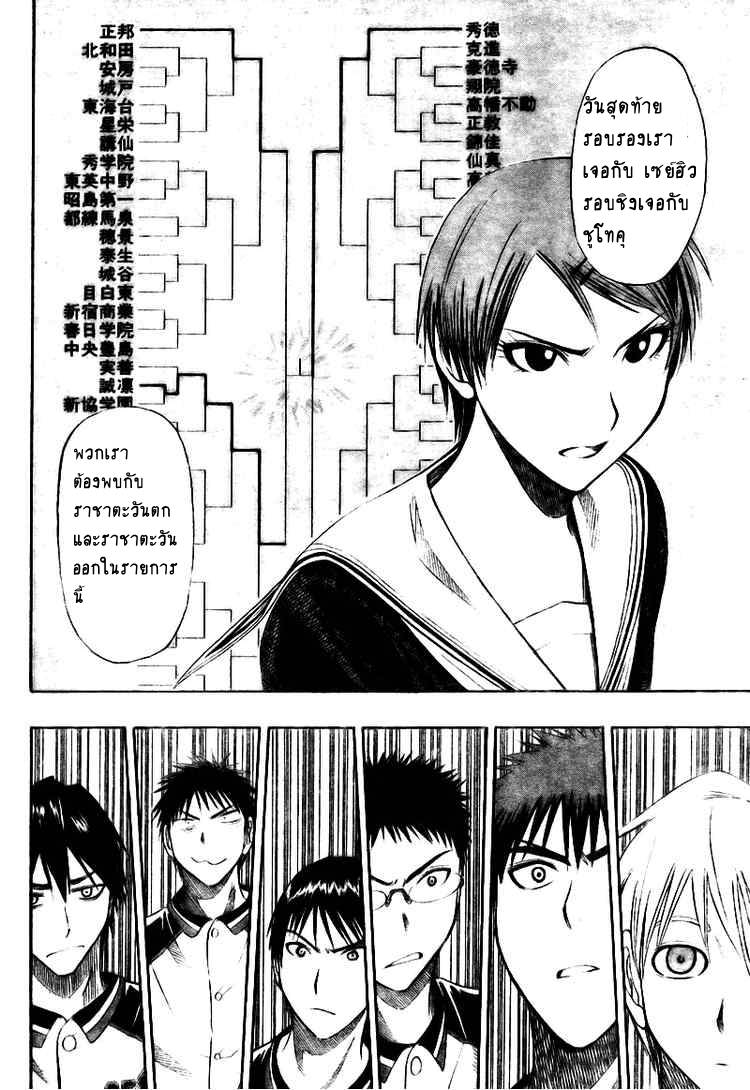 วันสุดท้าย
รอบรองเรา
เจอกับ เซย์ฮิว
รอบชิงเจอกับ
ชูโทคุ
正邦
北和田
安房
城戸
東海台
星栄
仙
秀学院
東英中野
昭島第一
都練馬泉
穂景
泰生
城谷
目白東
新宿商業
春日学院
中央豊島
実善
誠凛
新協学園
秀徳
克進
豪徳寺
翔院
高幡不動
正教
佳
仙真
พวกเรา
ต้องพบกับ
ราชาตะวันตก
และราชาตะวัน
ออกในรายการ
นี้